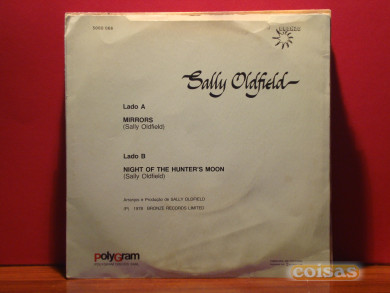 Sally Oldfield
Lado A
MIRRORS
(Sally Oldfield)
Lado B
NIGHT OF THE HUNTER'S MOON
(Sally Oldfield)
Arranjo e Produção de SALLY OLDFIELD
(P) 1978 BRONZE RECORDS LIMITED
polyGram
coisas